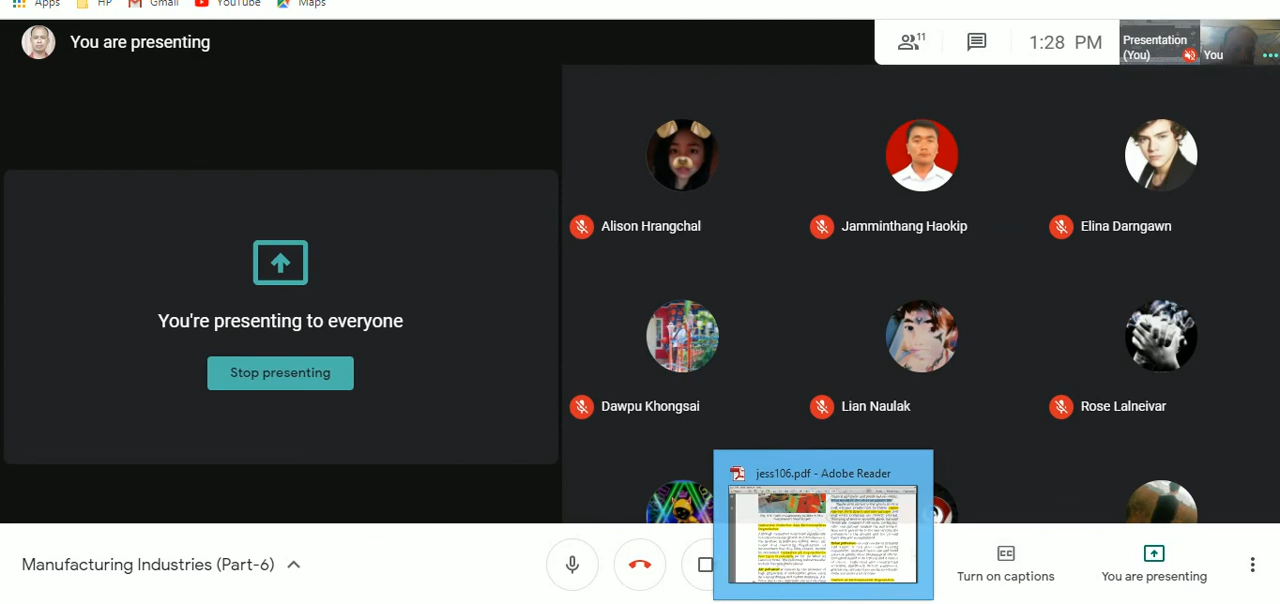 Apps HP Gmail YouTube Maps
You are presenting
11
1:28 PM
Presentation
(You)
You
You're presenting to everyone
Stop presenting
Alison Hrangchal
Jamminthang Haokip
Elina Darngawn
Dawpu Khongsai
Lian Naulak
Rose Lalneivar
jess106.pdf - Adobe Reader
Manufacturing Industries (Part-6)
Turn on captions
You are presenting